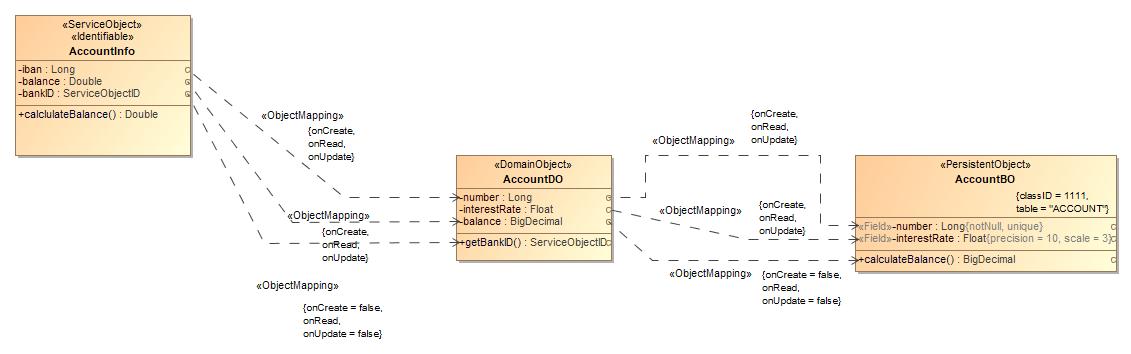 «ServiceObject»
«Identifiable»
AccountInfo
-iban : Long
-balance : Double
-bankID : ServiceObjectID
+calclulateBalance() : Double
«ObjectMapping»
{onCreate,
onRead,
onUpdate}
«ObjectMapping»
{onCreate,
onRead,
onUpdate}
«ObjectMapping»
{onCreate = false,
onRead,
onUpdate = false}
«DomainObject»
AccountDO
-number : Long
-interestRate : Float
-balance : BigDecimal
+getBankID() : ServiceObjectID
«ObjectMapping»
{onCreate,
onRead,
onUpdate}
«ObjectMapping»
{onCreate,
onRead,
onUpdate}
«ObjectMapping»
{onCreate = false,
onRead,
onUpdate = false}
«PersistentObject»
AccountBO
{classID = 1111,
table = "ACCOUNT"}
«Field»-number : Long{notNull, unique}
«Field»-interestRate : Float{precision = 10, scale = 3}
+calculateBalance() : BigDecimal